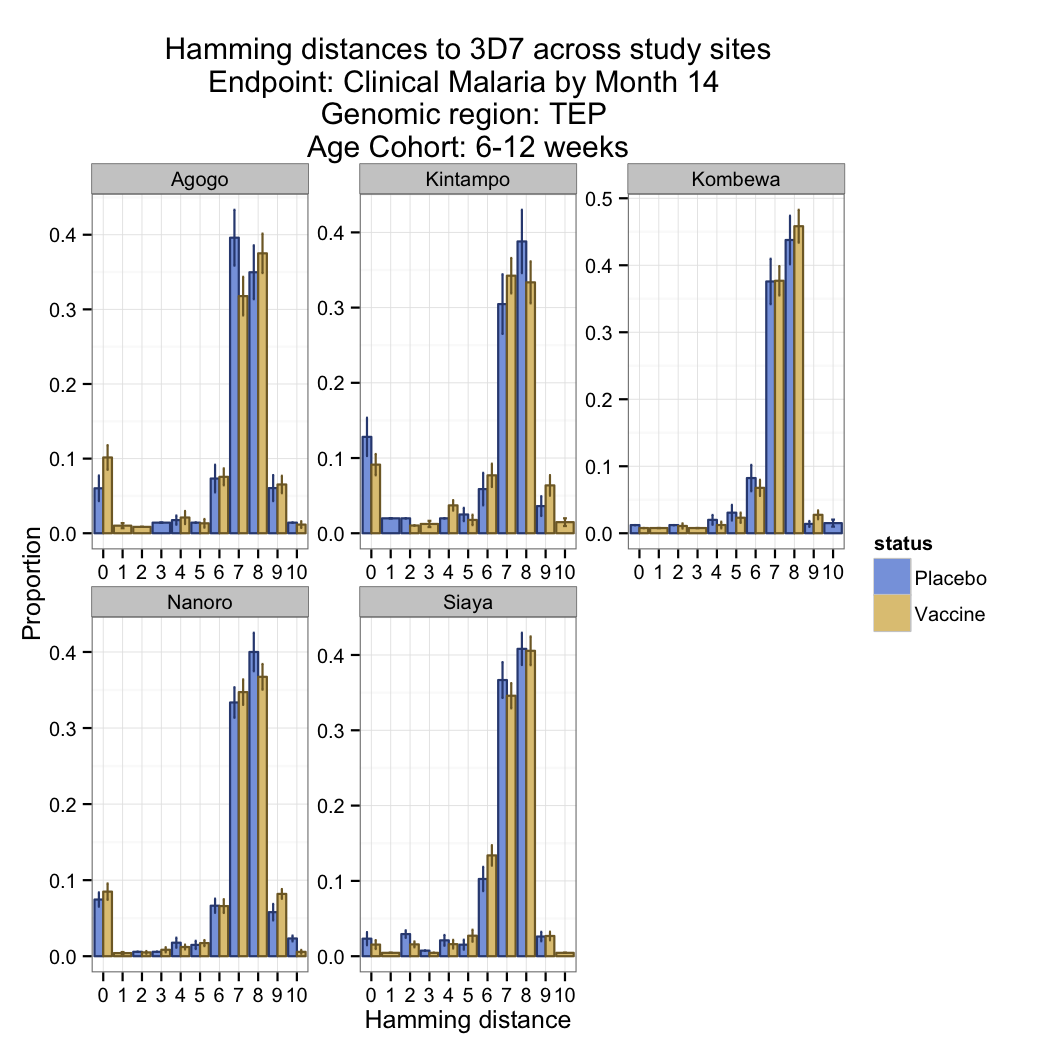 Hamming distances to 3D7 across study sites
Endpoint: Clinical Malaria by Month 14
Genomic region: TEP
Age Cohort: 6-12 weeks
Agogo
Kintampo
Kombewa
0.4
0.3
0.2
0.1
0.0
0.4
0.3
0.2
0.1
0.0
0.5
0.4
0.3
0.2
0.1
0.0
0 1 2 3 4 5 6 7 8 9 10
0 1 2 3 4 5 6 7 8 9 10
0 1 2 3 4 5 6 7 8 9 10
Proportion
Nanoro
Siaya
0.4
0.3
0.2
0.1
0.0
0.4
0.3
0.2
0.1
0.0
0 1 2 3 4 5 6 7 8 9 10
0 1 2 3 4 5 6 7 8 9 10
Hamming distance
status
Placebo
Vaccine